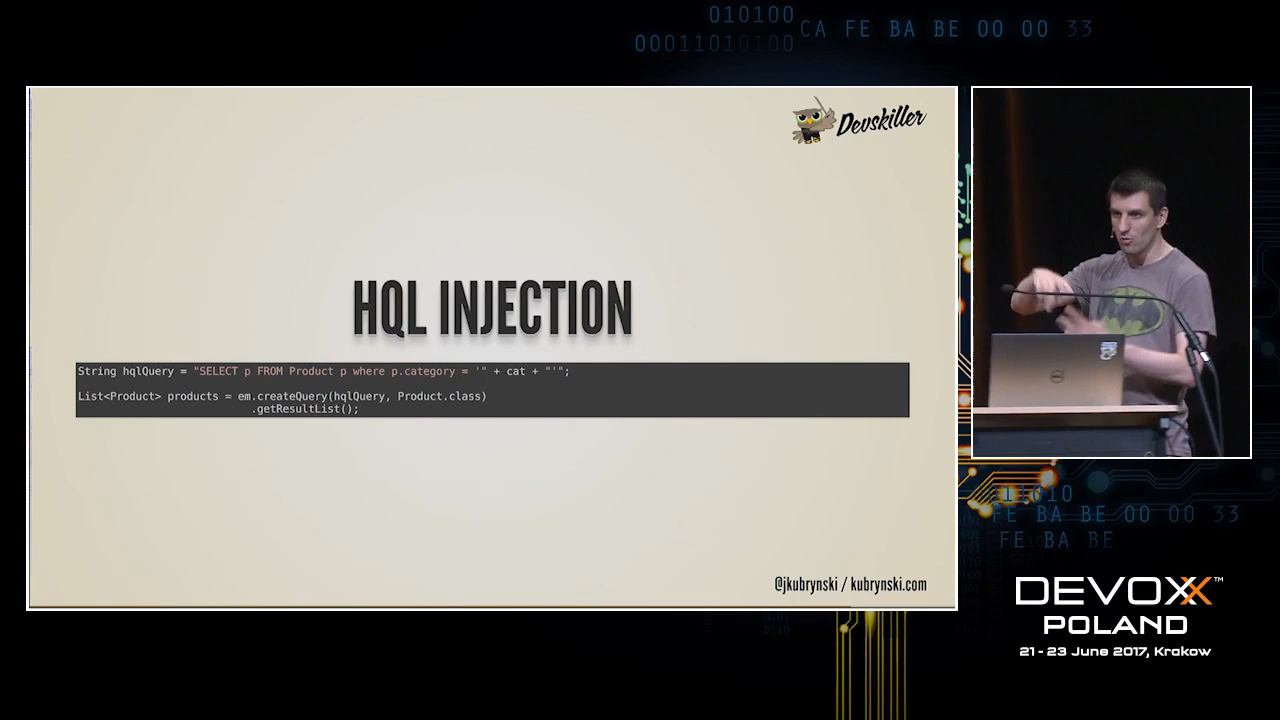 010100
CA FE BA BE 00 00 33
00011010100
Devskiller
HQL INJECTION
String hqlQuery = "SELECT p FROM Product p where p.category = '" + cat + "'";
List<Product> products = em.createQuery(hqlQuery, Product.class)
.getResultList();
@jkubrynski / kubrynski.com
011010
FE BA BE 00 00 33
FE BA BE
DEVOXX™
POLAND
21 - 23 June 2017, Krakow